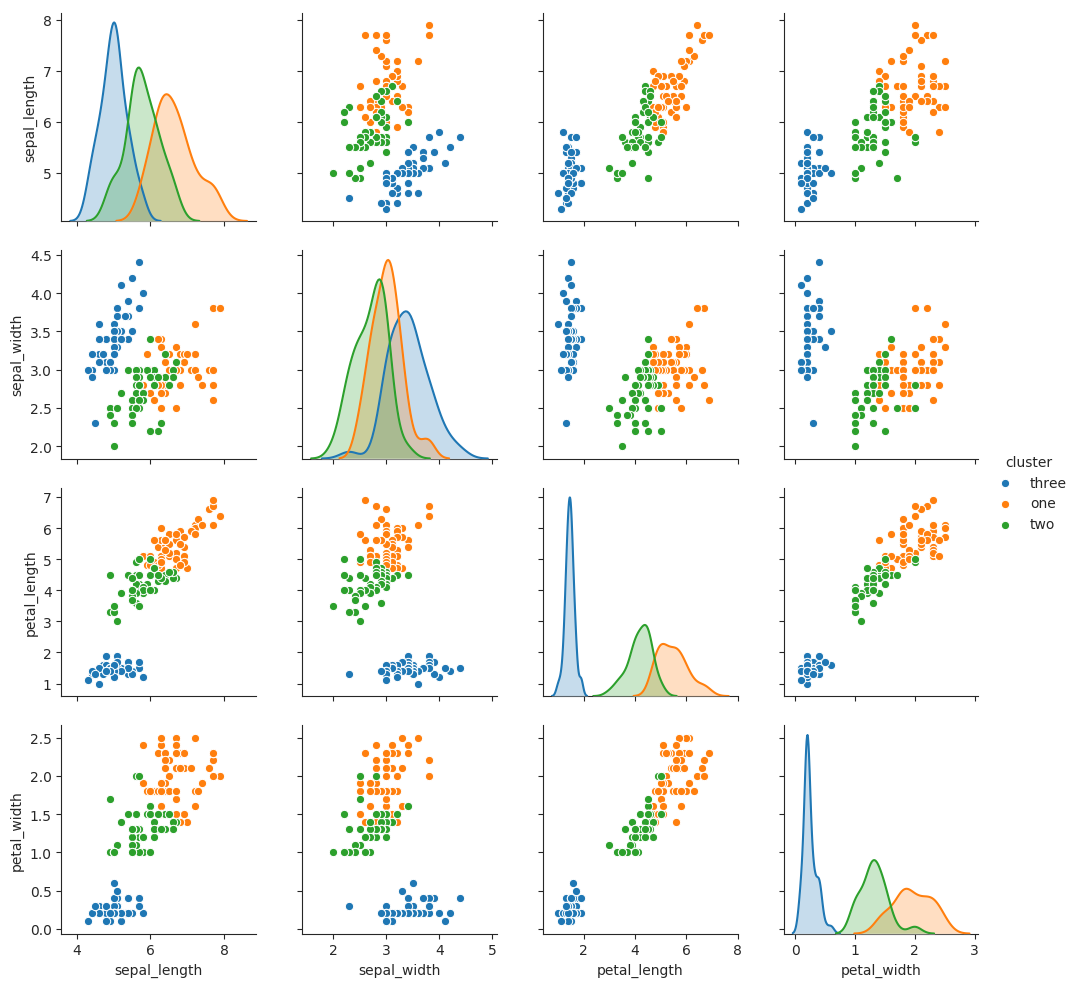 8
7
6
5
sepal_length
4.5
4.0
3.5
3.0
2.5
2.0
sepal_width
cluster
three
one
two
7
6
5
4
3
2
1
petal_length
2.5
2.0
1.5
1.0
0.5
0.0
petal_width
4 6 8 2 3 4 5 2 4 6 8 0 1 2 3
sepal_length sepal_width petal_length petal_width